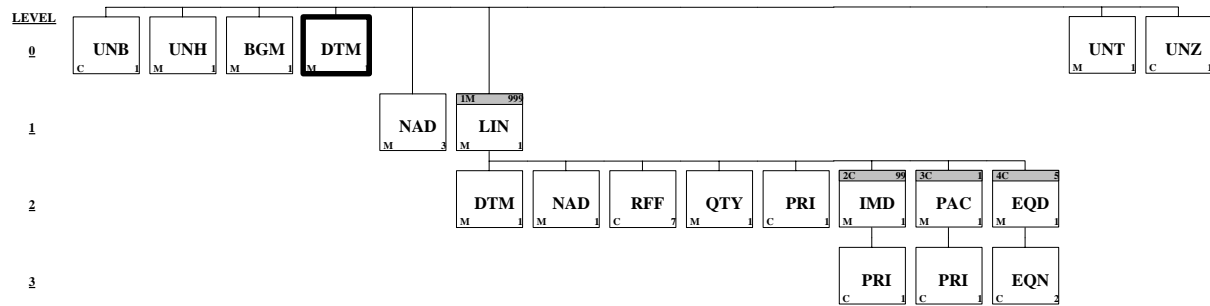 LEVEL
0 UNB UNH BGM DTM UNT UNZ
C 1 M 1 M 1 M 1 M 1 C 1
1M 999
1 NAD LIN
M 3 M 1
2C 99 3C 1 4C 5
2 DTM NAD RFF QTY PRI IMD PAC EQD
M 1 M 1 C 7 M 1 C 1 M 1 M 1 M 1
3 PRI PRI EQN
C 1 C 1 C 2